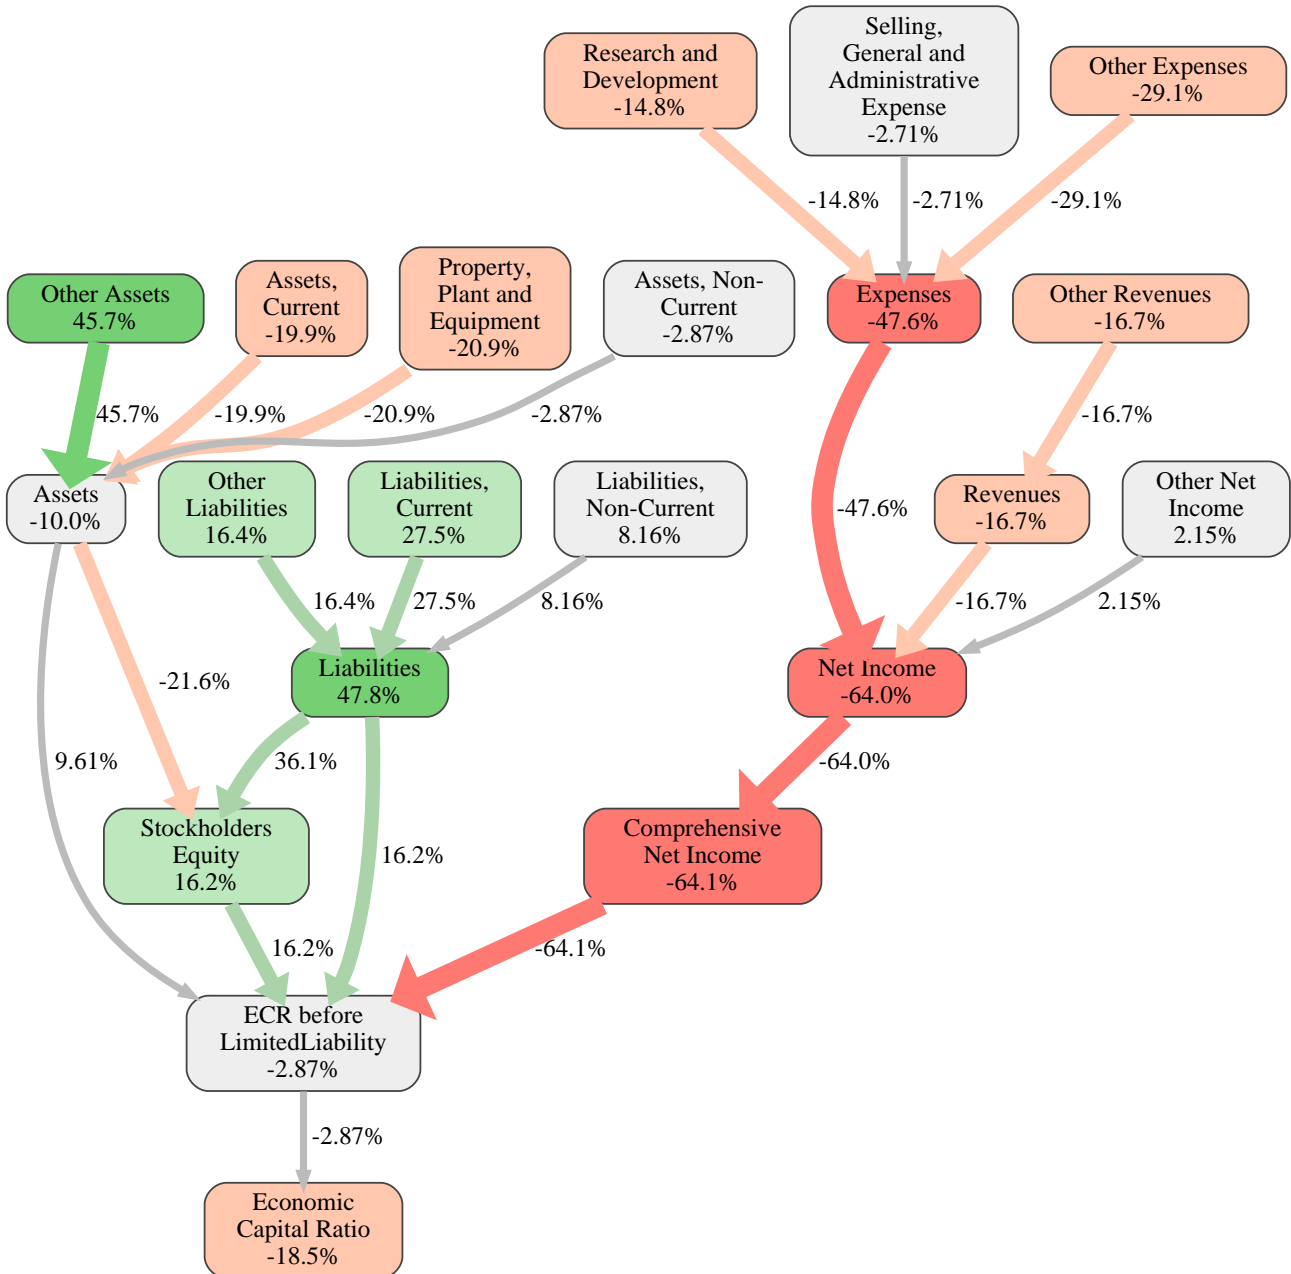 Research and
Development
-14.8%
Selling,
General and
Administrative
Expense
-2.71%
Other Expenses
-29.1%
-14.8%
-2.71%
-29.1%
Other Assets
45.7%
Assets,
Current
-19.9%
Property,
Plant and
Equipment
-20.9%
Assets, Non-
Current
-2.87%
Expenses
-47.6%
Other Revenues
-16.7%
45.7%
-19.9%
-20.9%
-2.87%
-16.7%
Assets
-10.0%
Other
Liabilities
16.4%
Liabilities,
Current
27.5%
Liabilities,
Non-Current
8.16%
-47.6%
Revenues
-16.7%
Other Net
Income
2.15%
16.4%
27.5%
8.16%
-16.7%
2.15%
-21.6%
Liabilities
47.8%
Net Income
-64.0%
9.61%
36.1%
-64.0%
Stockholders
Equity
16.2%
16.2%
Comprehensive
Net Income
-64.1%
16.2%
-64.1%
ECR before
LimitedLiability
-2.87%
-2.87%
Economic
Capital Ratio
-18.5%